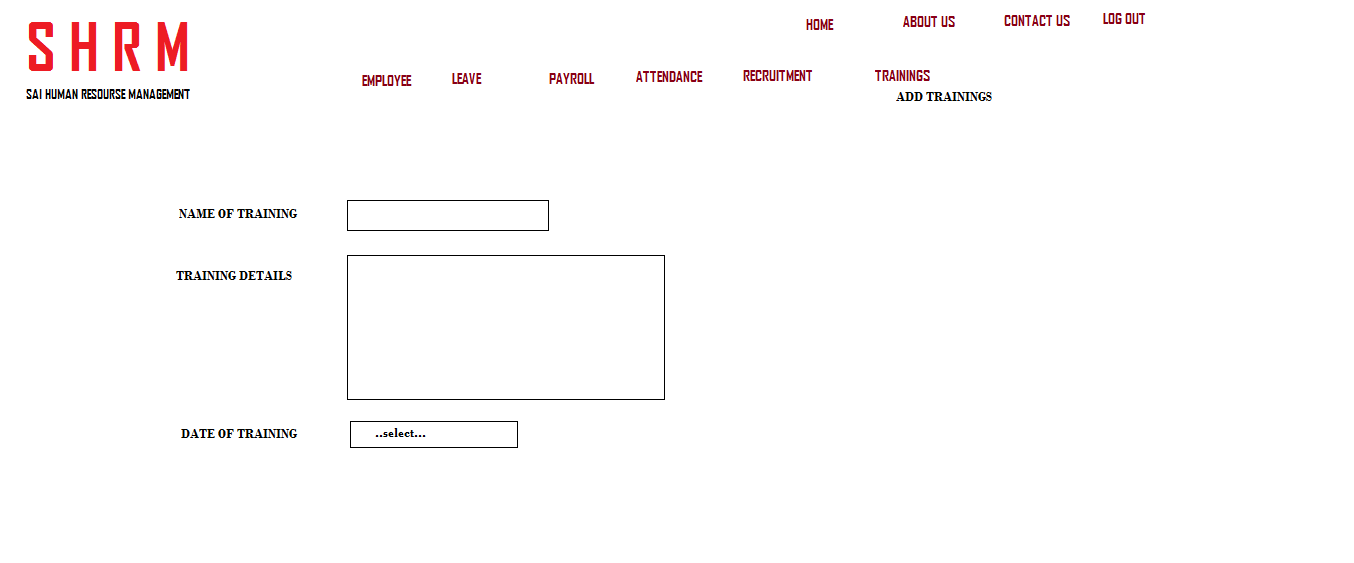 S H R M
SAI HUMAN RESOURSE MANAGEMENT
HOME
ABOUT US
CONTACT US
LOG OUT
EMPLOYEE
LEAVE
PAYROLL
ATTENDANCE
RECRUITMENT
TRAININGS
ADD TRAININGS
NAME OF TRAINING
TRAINING DETAILS
DATE OF TRAINING
..select...